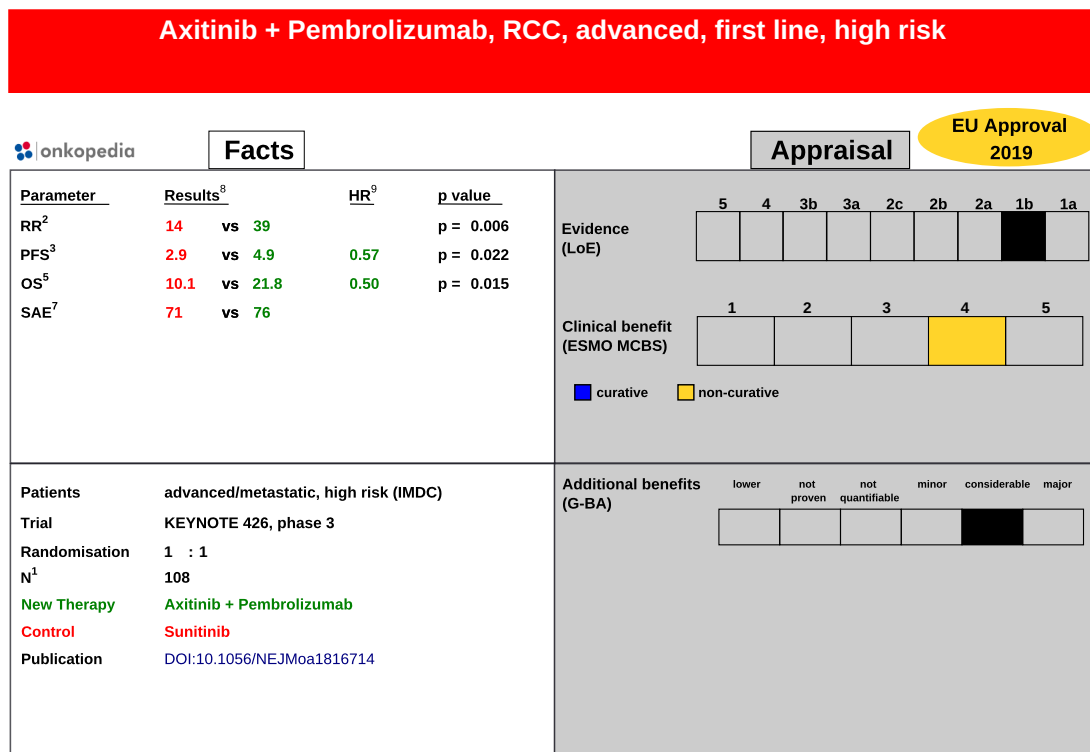 Axitinib + Pembrolizumab, RCC, advanced, first line, high risk
EU Approval
2019
onkopedia
Facts
Appraisal
Parameter Results8 HR9 p value
RR2 14 vs 39 p = 0.006
PFS3 2.9 vs 4.9 0.57 p = 0.022
OS5 10.1 vs 21.8 0.50 p = 0.015
SAE7 71 vs 76
5 4 3b 3a 2c 2b 2a 1b 1a
Evidence
(LoE)
1 2 3 4 5
Clinical benefit
(ESMO MCBS)
curative non-curative
Patients advanced/metastatic, high risk (IMDC)
Trial KEYNOTE 426, phase 3
Randomisation 1 : 1
N1 108
New Therapy Axitinib + Pembrolizumab
Control Sunitinib
Publication DOI:10.1056/NEJMoa1816714
Additional benefits
(G-BA)
lower not proven not quantifiable minor considerable major